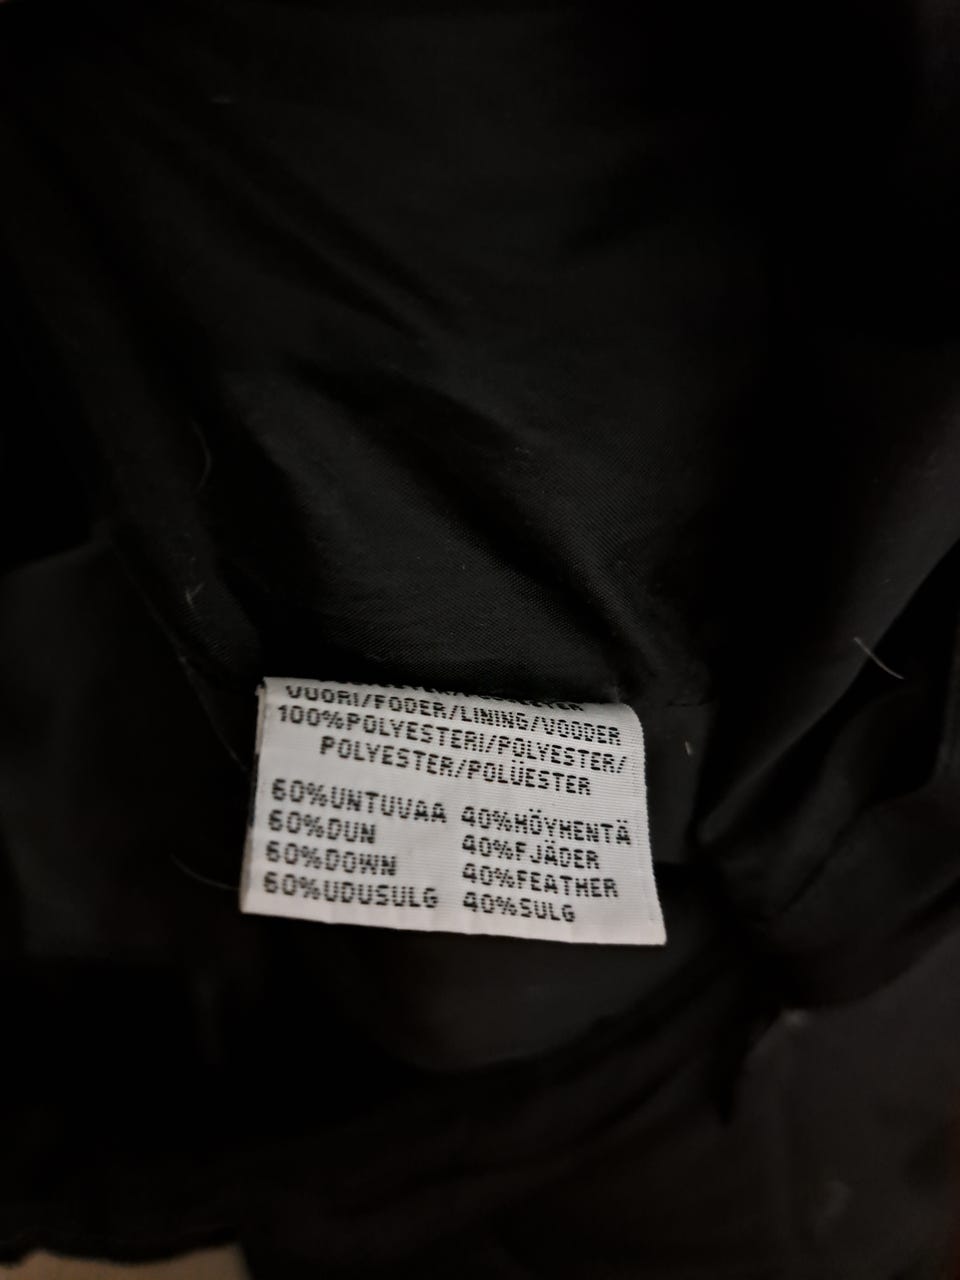 VUORI/FODER/LINING/VOODER
100%POLYESTERI/POLYESTER/
POLYESTER/POLÜESTER
60%UNTUVAA 40%HÖYHENTÄ
60%DUN 40%FJÄDER
60%DOWN 40%FEATHER
60%UDUSULG 40%SULG